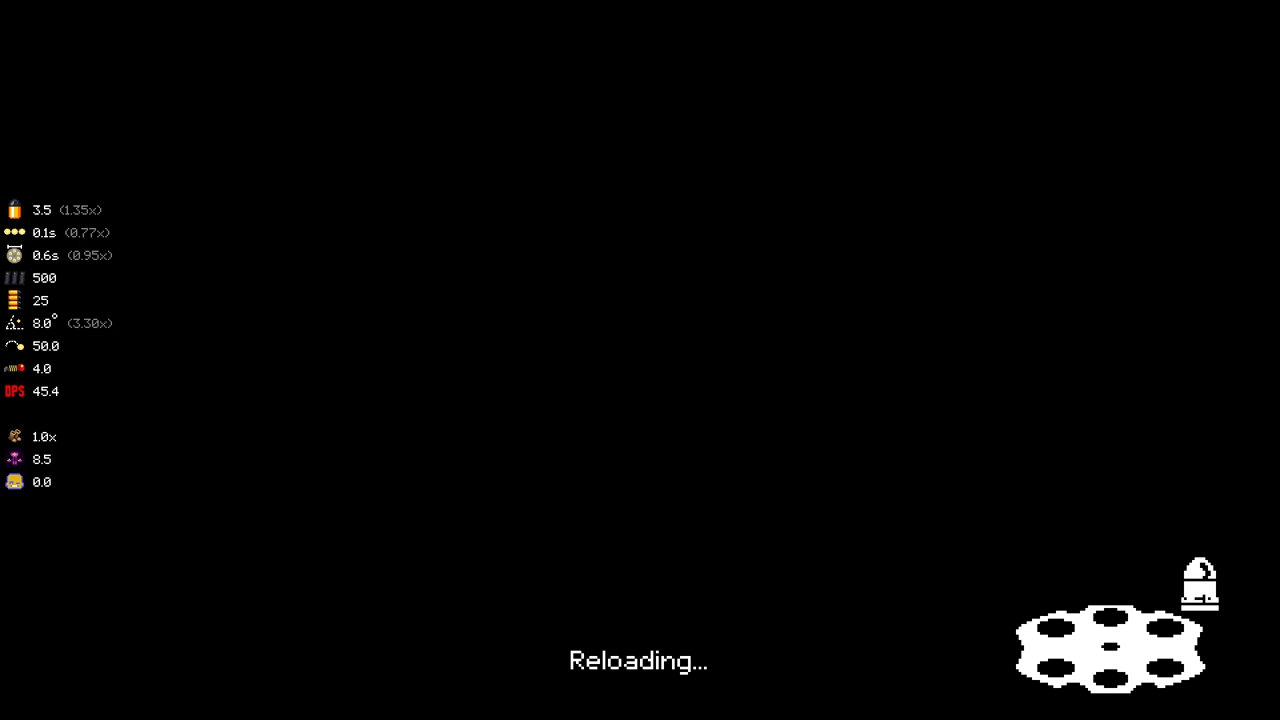 3.5 (1.35x)
0.1s (0.77x)
0.6s (0.95x)
500
25
8.0° (3.30x)
50.0
4.0
DPS 45.4
1.0x
8.5
0.0
Reloading...